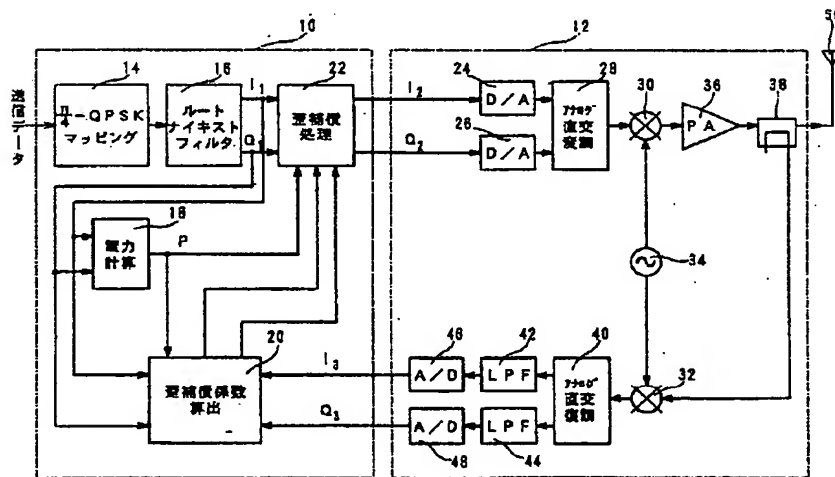 10
12
14
16
I₁
22
I₂
24
28
30
36
38
送信データ
π/4-QPSK
マッピング
ルート
ナイキスト
フィルタ
Q₁
歪補償
処理
Q₂
D/A
26
D/A
アナログ
直交
変調
PA
18
電力
計算
P
34
20
歪補償係数
算出
I₃
Q₃
46
A/D
42
LPF
40
アナログ
直交
復調
32
A/D
48
LPF
44